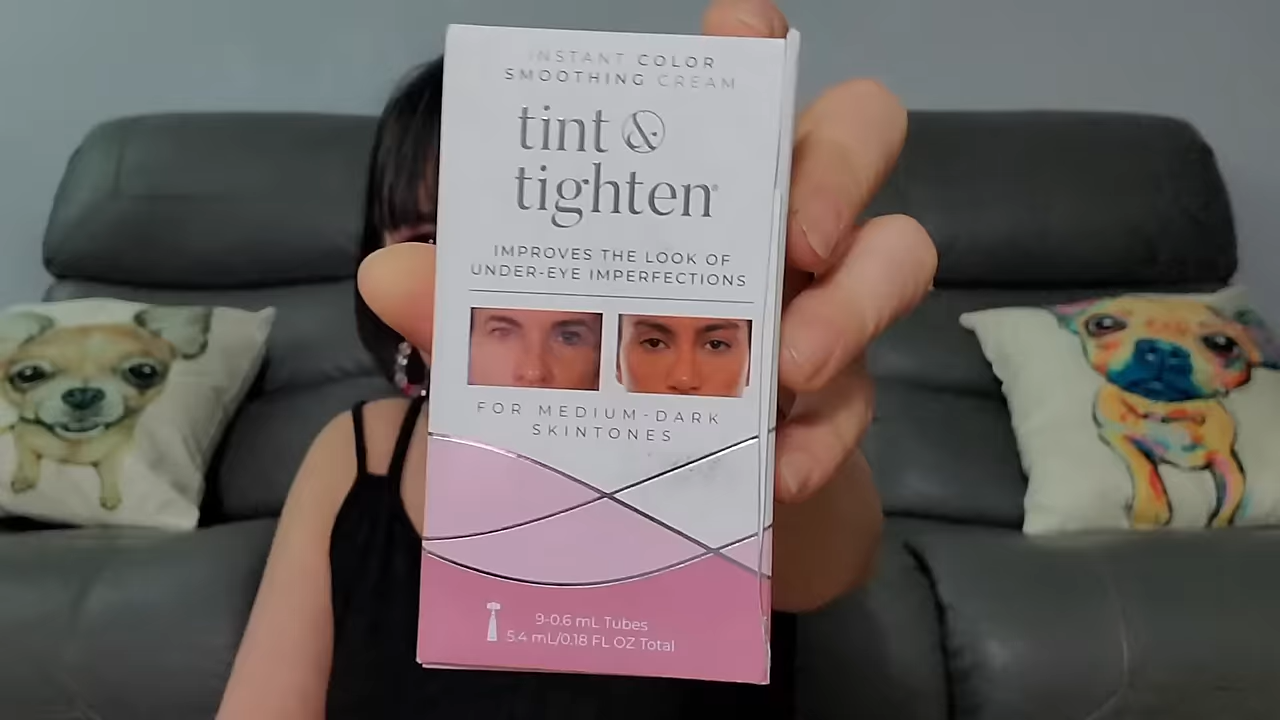 INSTANT COLOR
SMOOTHING CREAM
tint &
tighten®
IMPROVES THE LOOK OF
UNDER-EYE IMPERFECTIONS
FOR MEDIUM-DARK
SKINTONES
9-0.6 mL Tubes
5.4 mL/0.18 FL OZ Total